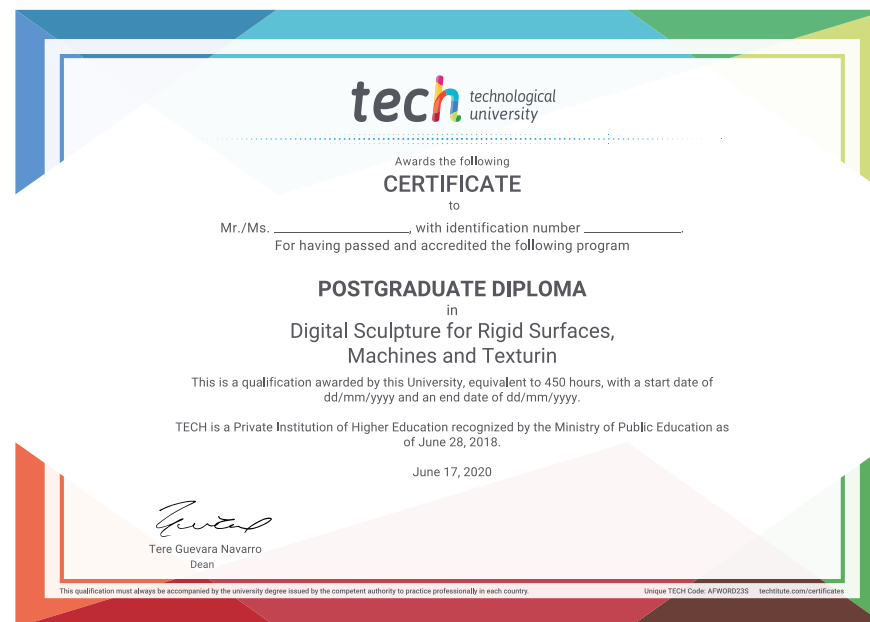 tech technological
university
Awards the following
CERTIFICATE
to
Mr./Ms. ____________________, with identification number ______________.
For having passed and accredited the following program
POSTGRADUATE DIPLOMA
in
Digital Sculpture for Rigid Surfaces,
Machines and Texturin
This is a qualification awarded by this University, equivalent to 450 hours, with a start date of
dd/mm/yyyy and an end date of dd/mm/yyyy.
TECH is a Private Institution of Higher Education recognized by the Ministry of Public Education as
of June 28, 2018.
June 17, 2020
Tere Guevara Navarro
Dean
This qualification must always be accompanied by the university degree issued by the competent authority to practice professionally in each country.
Unique TECH Code: AFWORD23S techtitute.com/certificates